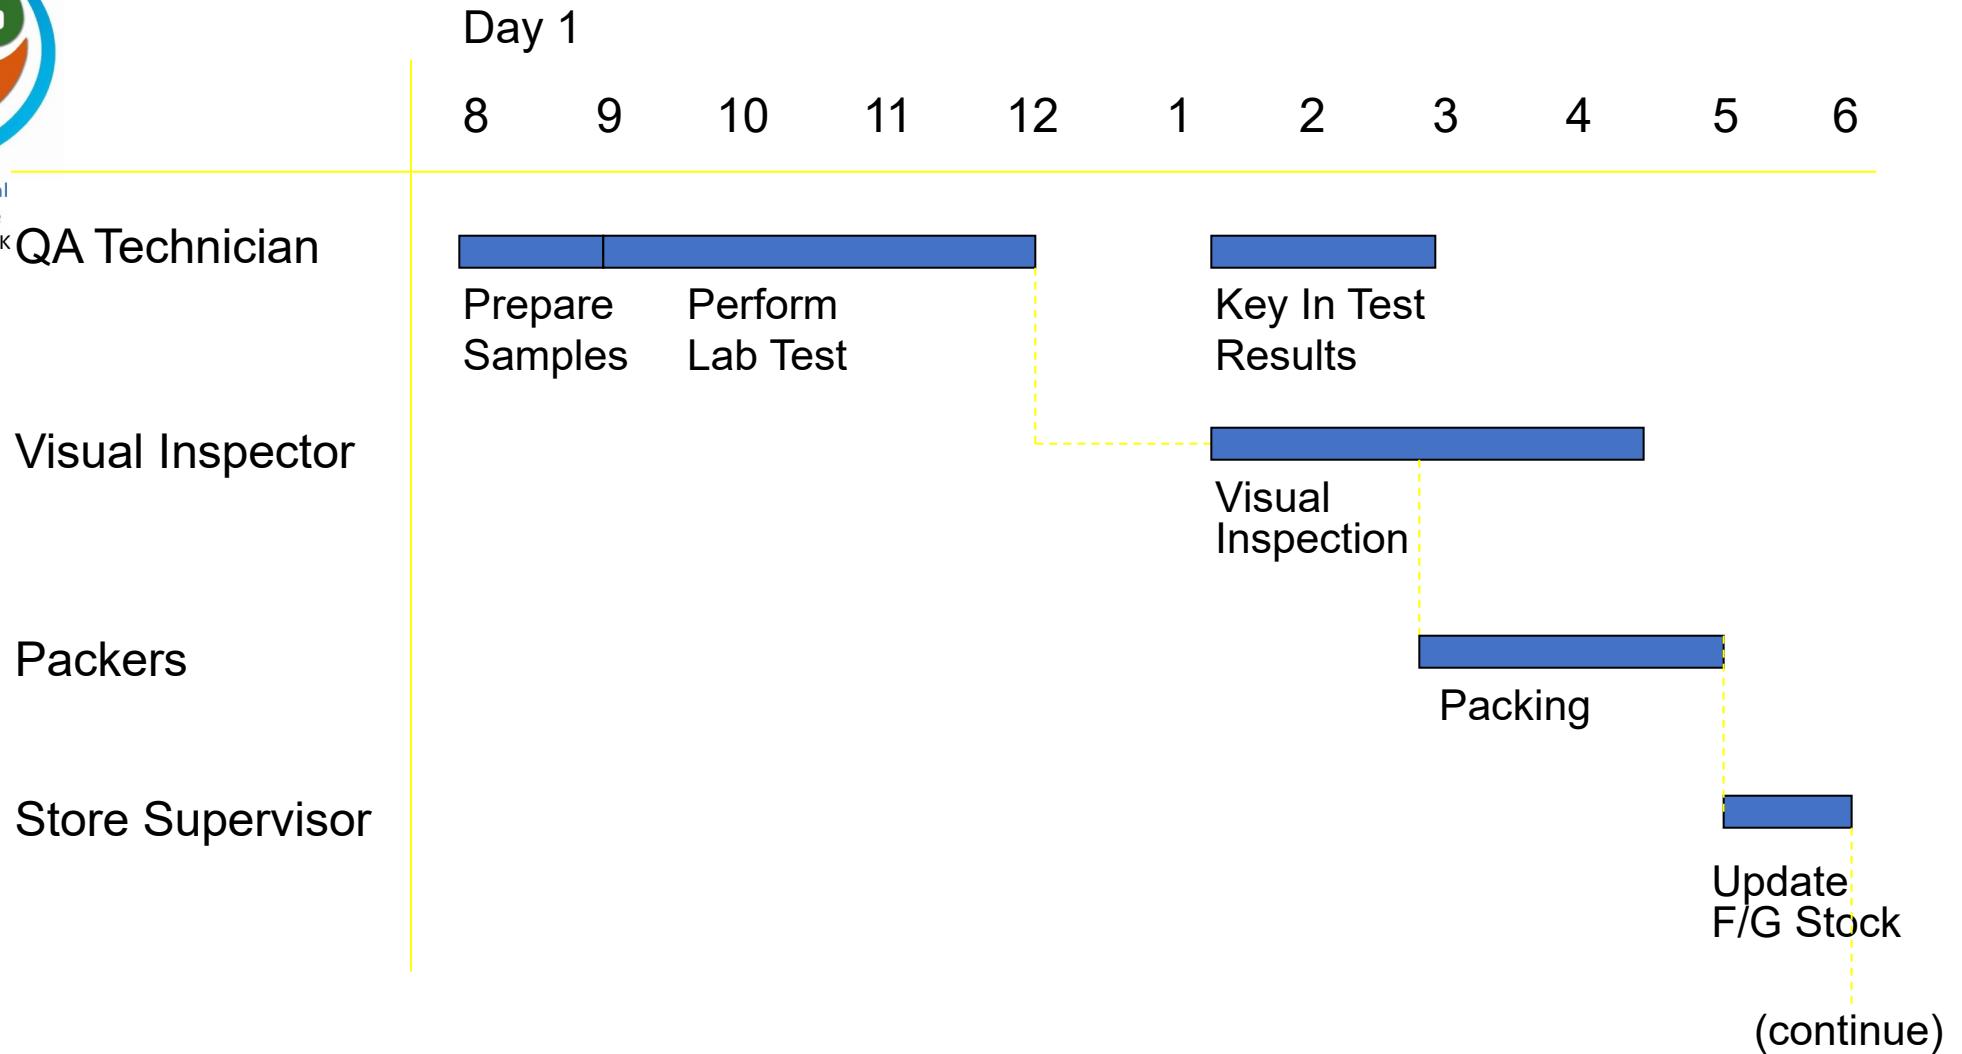 Day 1
8 9 10 11 12 1 2 3 4 5 6
QA Technician
Prepare
Samples
Perform
Lab Test
Key In Test
Results
Visual Inspector
Visual
Inspection
Packers
Packing
Store Supervisor
Update
F/G Stock
(continue)